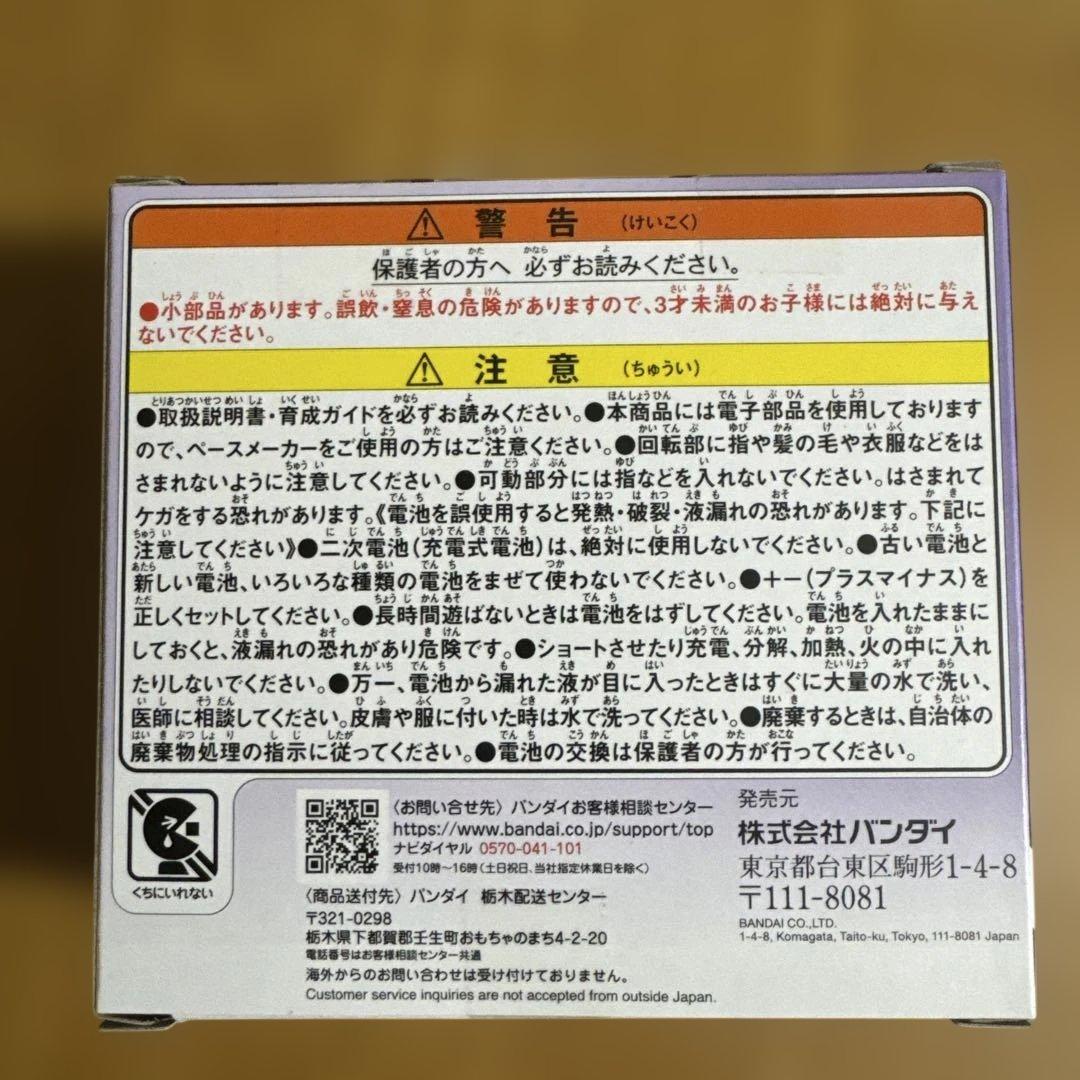 警告 (けいこく)
保護者の方へ 必ずお読みください。
●小部品があります。誤飲・窒息の危険がありますので、3才未満のお子様には絶対に与え
ないでください。
注意 (ちゅうい)
●取扱説明書・育成ガイドを必ずお読みください。●本商品には電子部品を使用しております
ので、ペースメーカーをご使用の方はご注意ください。●回転部に指や髪の毛や衣服などをは
さまれないように注意してください。●可動部分には指などを入れないでください。はさまれて
ケガをする恐れがあります。《電池を誤使用すると発熱・破裂・液漏れの恐れがあります。下記に
注意してください》●二次電池(充電式電池)は、絶対に使用しないでください。●古い電池と
新しい電池、いろいろな種類の電池をまぜて使わないでください。●+-(プラスマイナス)を
正しくセットしてください。●長時間遊ばないときは電池をはずしてください。電池を入れたままに
しておくと、液漏れの恐れがあり危険です。●ショートさせたり充電、分解、加熱、火の中に入れ
たりしないでください。●万一、電池から漏れた液が目に入ったときはすぐに大量の水で洗い、
医師に相談してください。皮膚や服に付いた時は水で洗ってください。●廃棄するときは、自治体の
廃棄物処理の指示に従ってください。●電池の交換は保護者の方が行ってください。
くちにいれない
〈お問い合せ先〉バンダイお客様相談センター
https://www.bandai.co.jp/support/top
ナビダイヤル 0570-041-101
受付10時〜16時(土日祝日、当社指定休業日を除く)
〈商品送付先〉バンダイ 栃木配送センター
〒321-0298
栃木県下都賀郡壬生町おもちゃのまち4-2-20
電話番号はお客様相談センター共通
海外からのお問い合わせは受け付けておりません。
Customer service inquiries are not accepted from outside Japan.
発売元
株式会社バンダイ
東京都台東区駒形1-4-8
〒111-8081
BANDAI CO.,LTD.
1-4-8, Komagata, Taito-ku, Tokyo, 111-8081 Japan